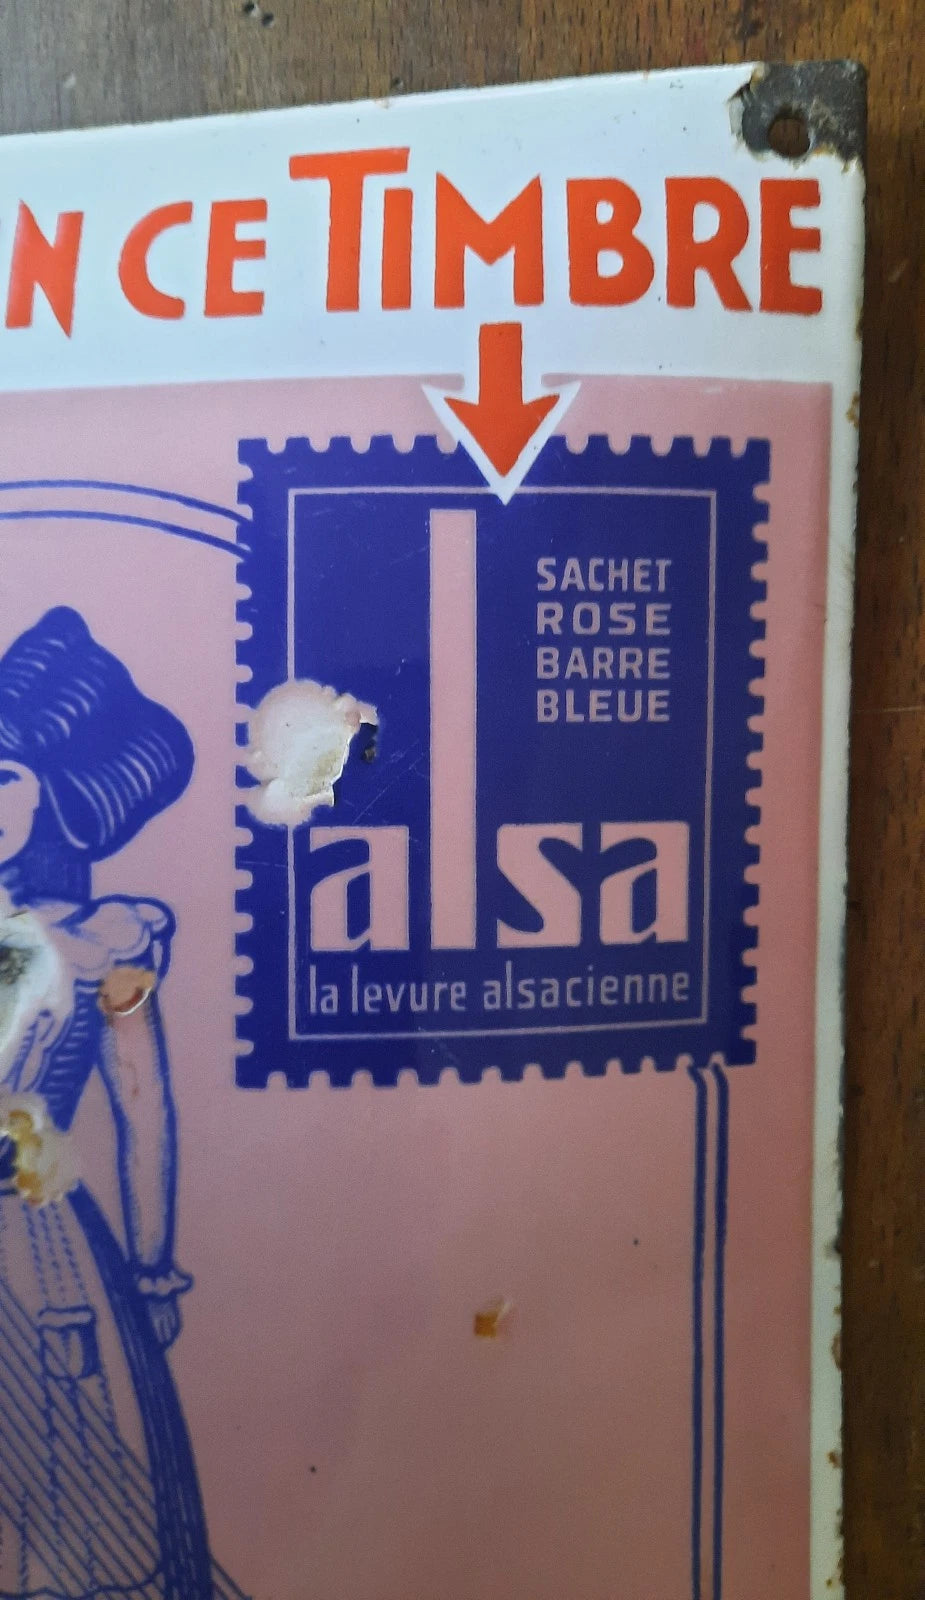 N CE TIMBRE
SACHET
ROSE
BARRE
BLEUE
alsa
la levure alsacienne